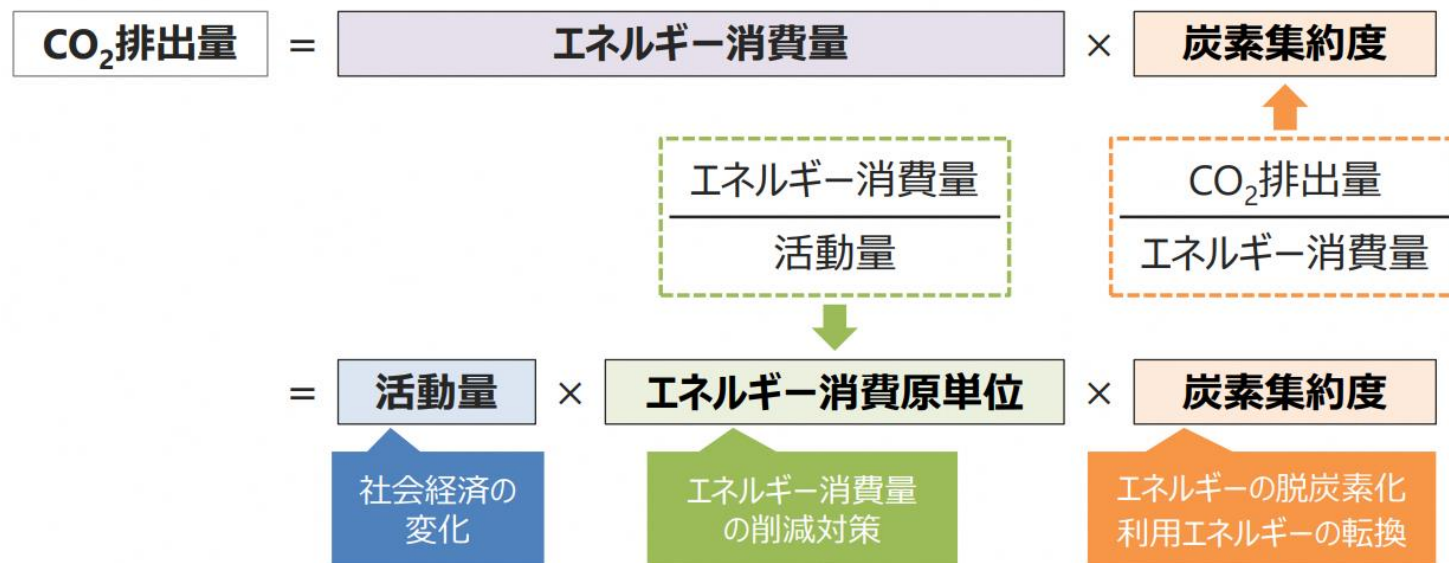 CO₂排出量 = エネルギー消費量 × 炭素集約度
エネルギー消費量
活動量
CO₂排出量
エネルギー消費量
= 活動量 × エネルギー消費原単位 × 炭素集約度
社会経済の
変化
エネルギー消費量
の削減対策
エネルギーの脱炭素化
利用エネルギーの転換